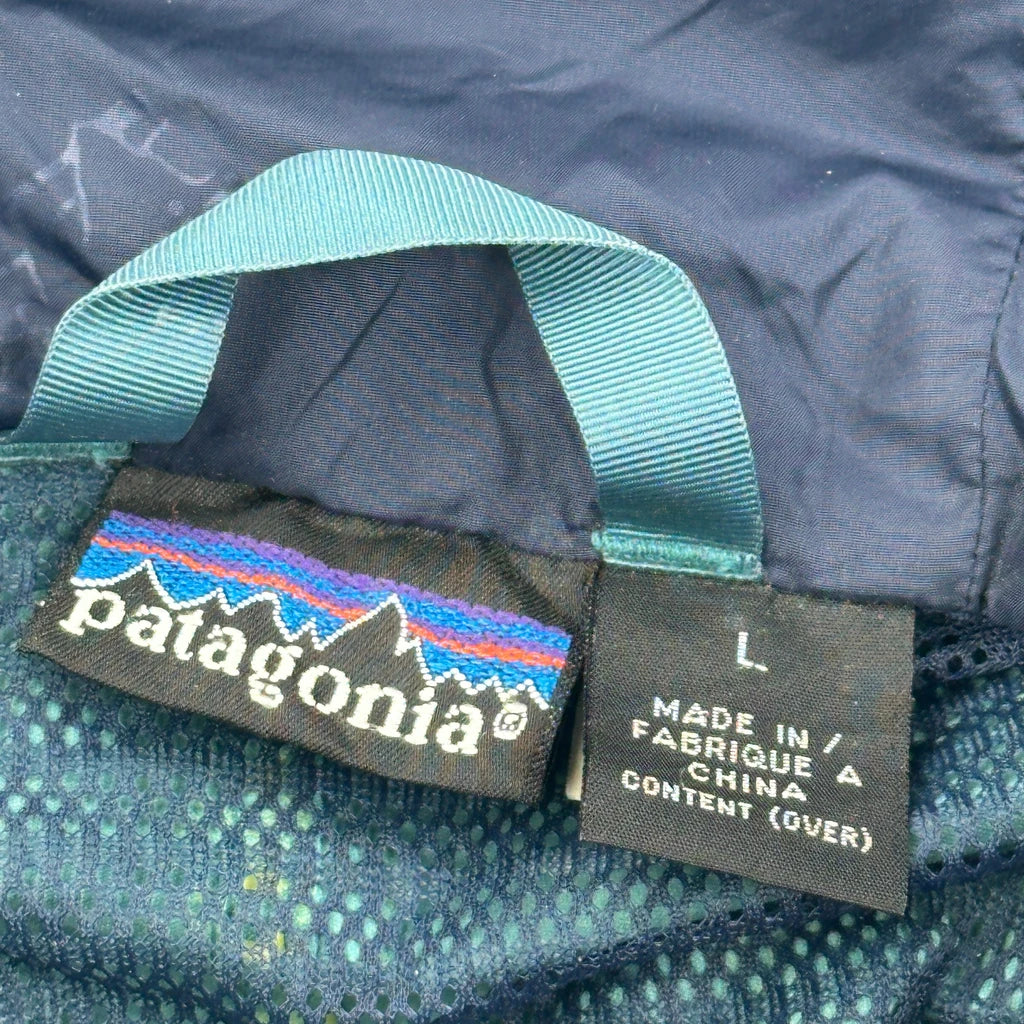 patagonia®
L
MADE IN /
FABRIQUE A
CHINA
CONTENT (OVER)